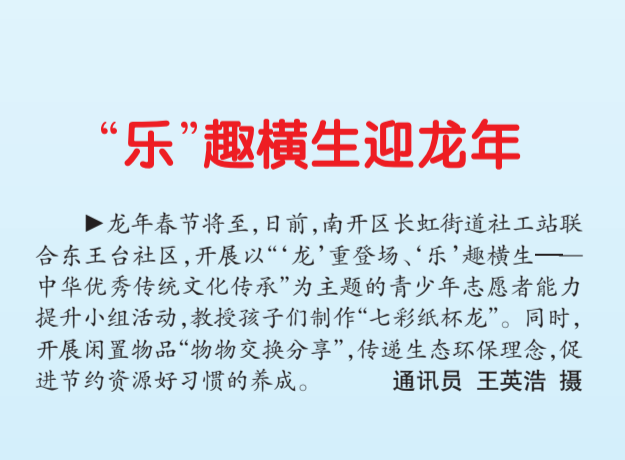 “乐”趣横生迎龙年
▶龙年春节将至,日前,南开区长虹街道社工站联
合东王台社区,开展以“‘龙’重登场、‘乐’趣横生——
中华优秀传统文化传承”为主题的青少年志愿者能力
提升小组活动,教授孩子们制作“七彩纸杯龙”。同时,
开展闲置物品“物物交换分享”,传递生态环保理念,促
进节约资源好习惯的养成。 通讯员 王英浩 摄